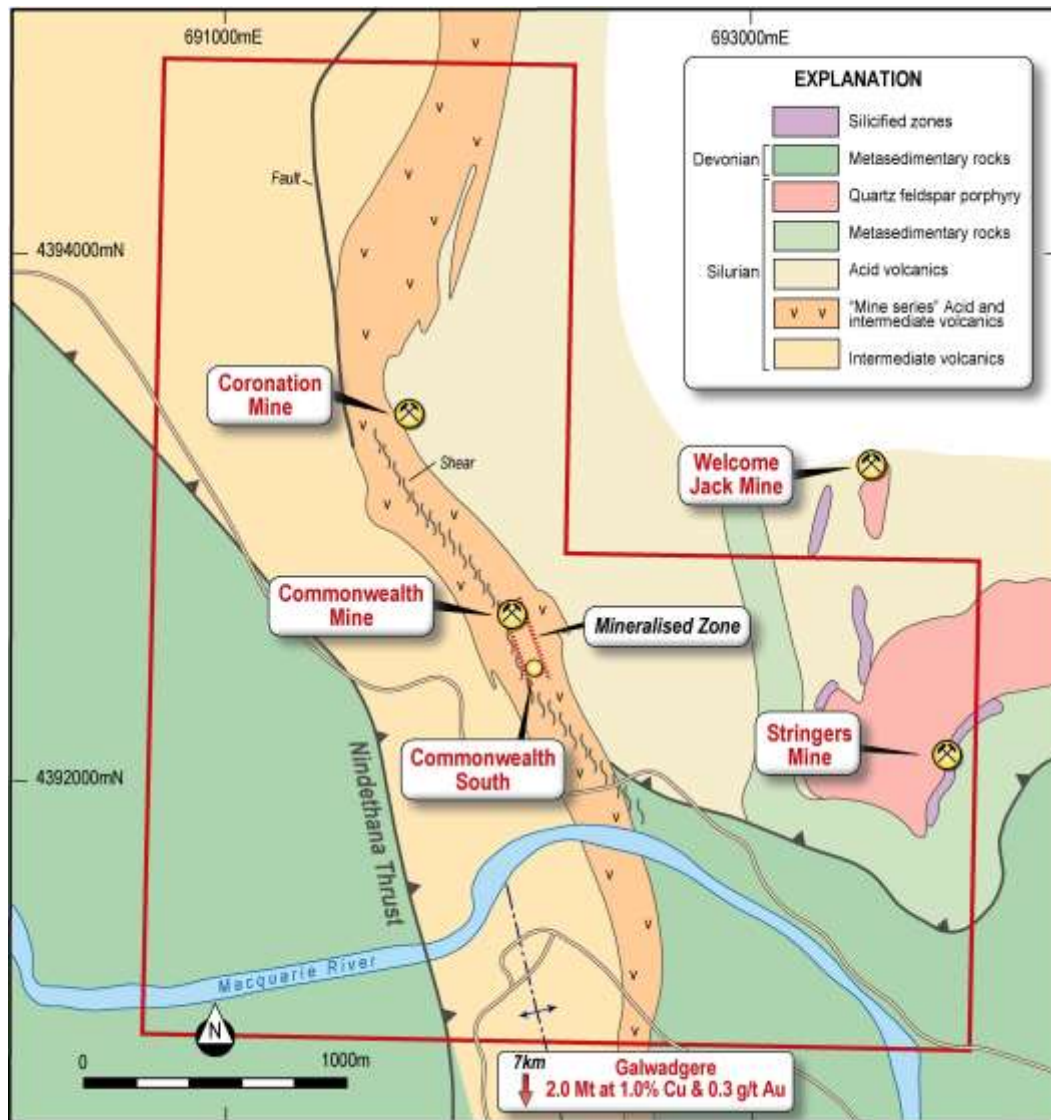 691000mE
693000mE
EXPLANATION
Silicified zones
Devonian
Metasedimentary rocks
Quartz feldspar porphyry
Metasedimentary rocks
Silurian
Acid volcanics
"Mine series" Acid and
intermediate volcanics
Intermediate volcanics
Fault
4394000mN
Coronation
Mine
Shear
Welcome
Jack Mine
Commonwealth
Mine
Mineralised Zone
Stringers
Mine
Commonwealth
South
4392000mN
Nindethana Thrust
Macquarie River
N
0 1000m
7km
Galwadgere
2.0 Mt at 1.0% Cu & 0.3 g/t Au